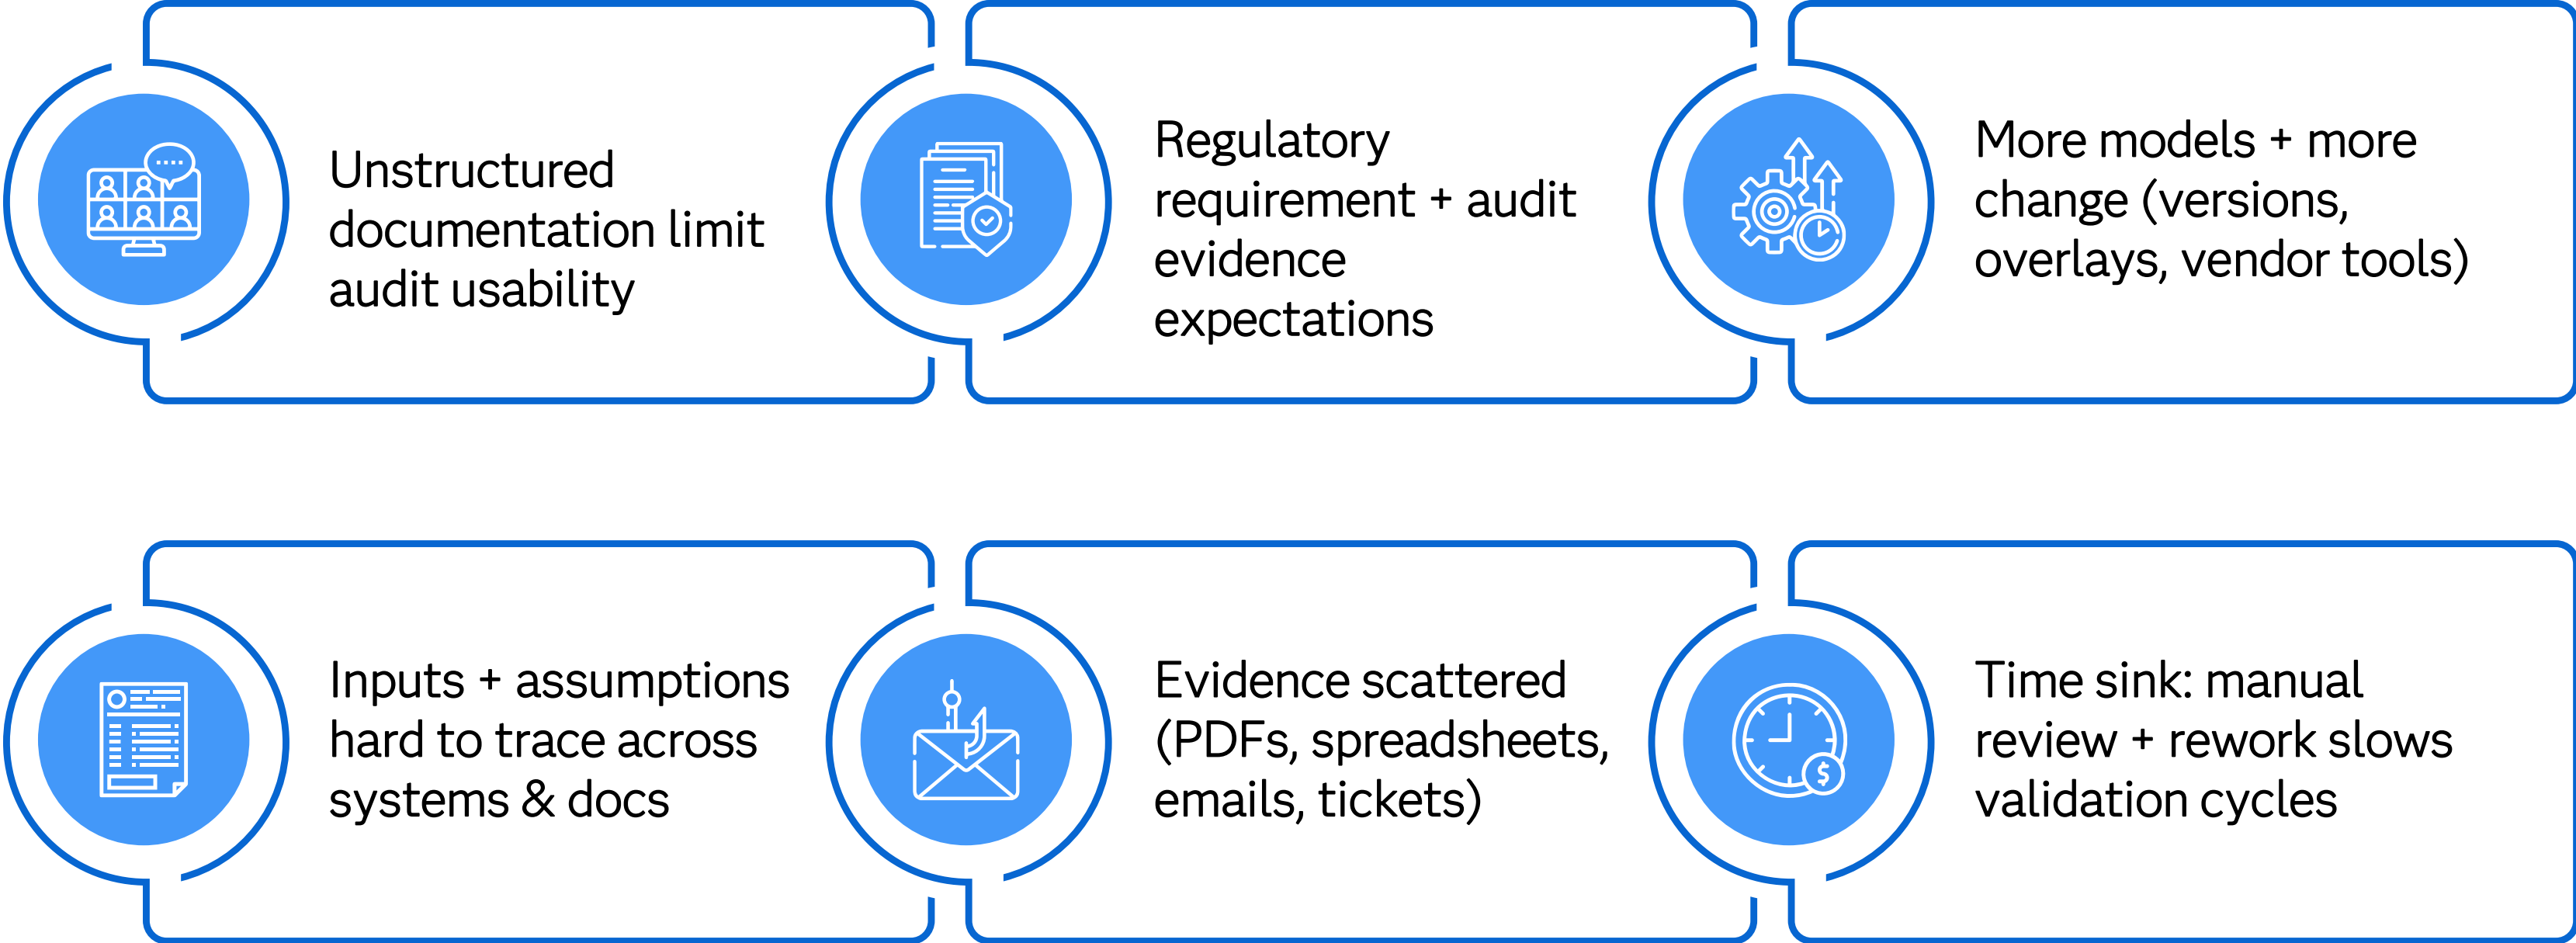 Unstructured
documentation limit
audit usability
Regulatory
requirement + audit
evidence
expectations
More models + more
change (versions,
overlays, vendor tools)
Inputs + assumptions
hard to trace across
systems & docs
Evidence scattered
(PDFs, spreadsheets,
emails, tickets)
$
Time sink: manual
review + rework slows
validation cycles